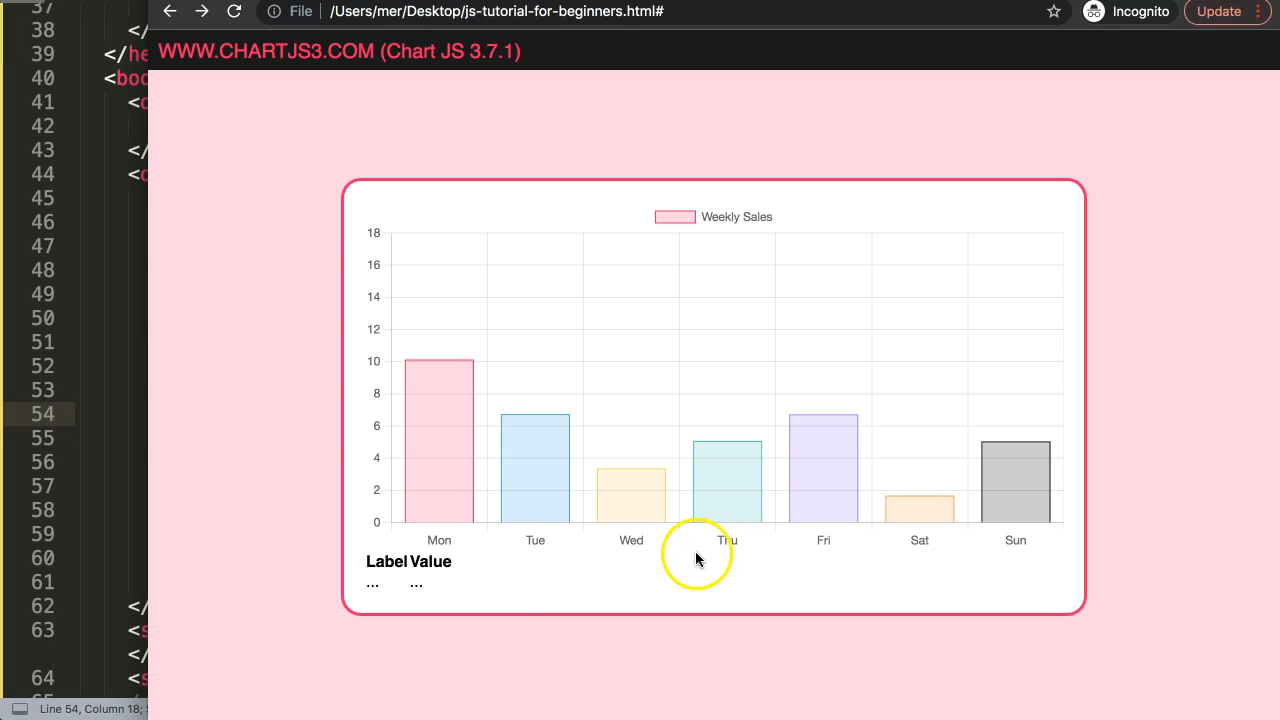 File
/Users/mer/Desktop/js-tutorial-for-beginners.html#
Incognito
Update
WWW.CHARTJS3.COM (Chart JS 3.7.1)
37
38 </
39 </he
40 <boo
41 <
42
43 </
44 <
45
46
47
48
49
50
51
52
53
54
55
56
57
58
59
60
61
62 </
63 <s
</
64 <s
Line 54, Column 18;
Weekly Sales
18
16
14
12
10
8
6
4
2
0
Mon Tue Wed Thu Fri Sat Sun
Label Value
... ...